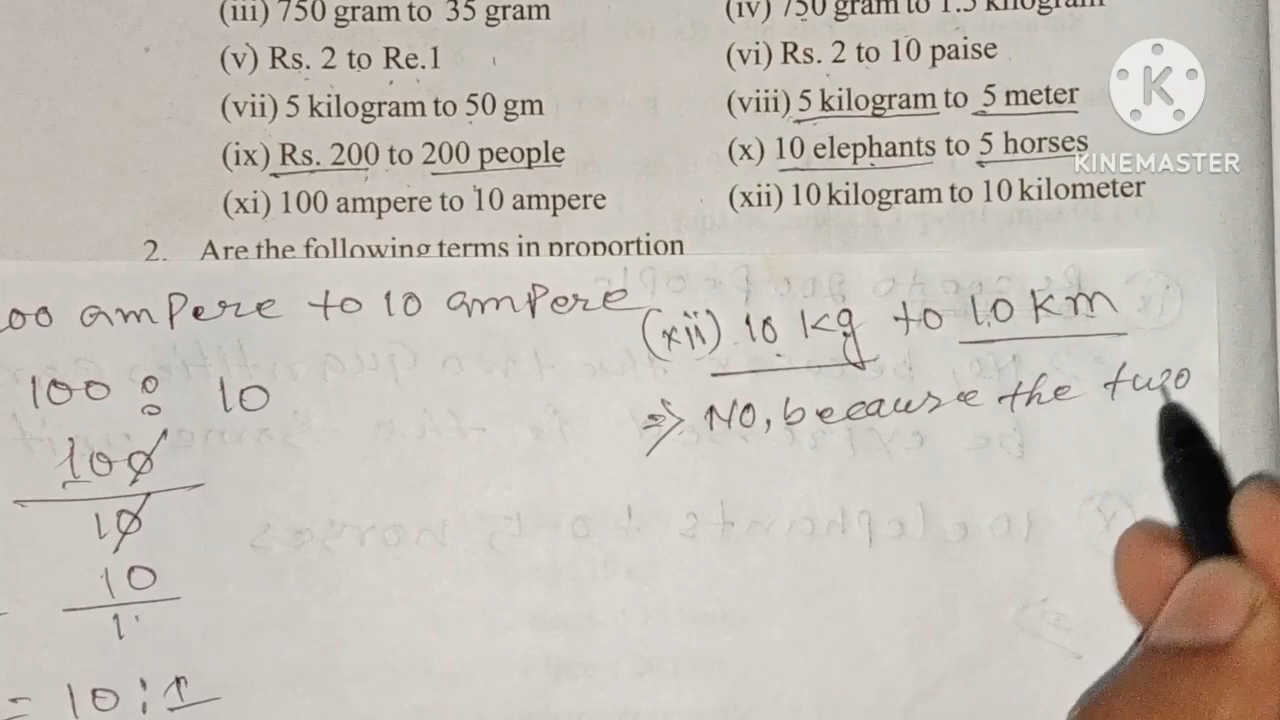 (iii) 750 gram to 35 gram
(iv) 750 gram to 1.5 kilogram
(v) Rs. 2 to Re.1
(vi) Rs. 2 to 10 paise
(vii) 5 kilogram to 50 gm
(viii) 5 kilogram to 5 meter
(ix) Rs. 200 to 200 people
(x) 10 elephants to 5 horses
(xi) 100 ampere to 10 ampere
(xii) 10 kilogram to 10 kilometer
2. Are the following terms in proportion
00 ampere to 10 ampere
100 : 10
100
10
10
1
= 10 : 1
(xii) 10 kg to 10 km
⇒ NO, because the two
K
KINEMASTER